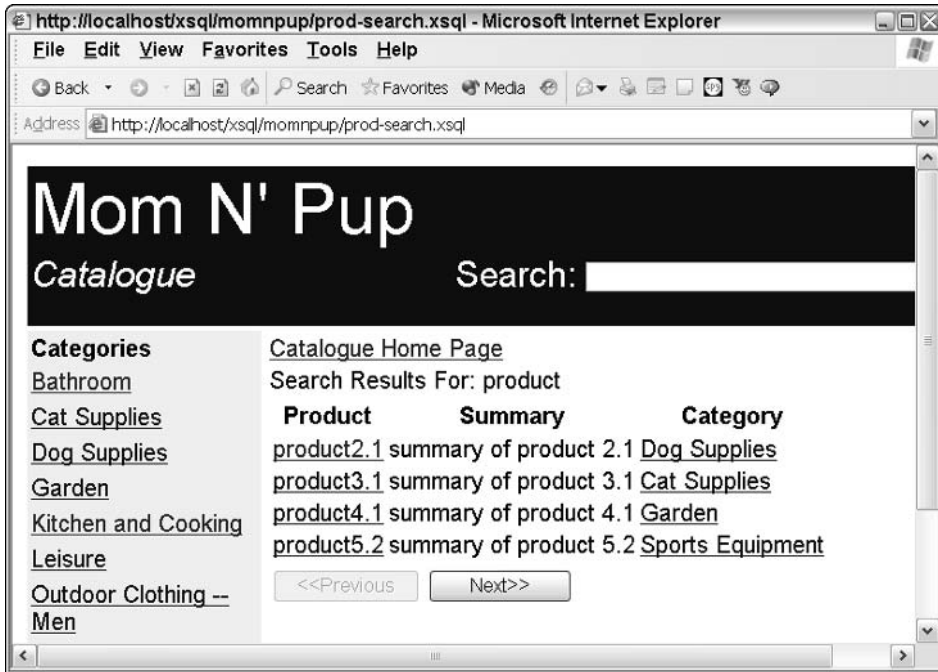 http://localhost/xsql/momnpup/prod-search.xsql - Microsoft Internet Explorer
File Edit View Favorites Tools Help
Back Search Favorites Media
Address http://localhost/xsql/momnpup/prod-search.xsql
Mom N' Pup
Catalogue Search:
Categories
Bathroom
Cat Supplies
Dog Supplies
Garden
Kitchen and Cooking
Leisure
Outdoor Clothing --
Men
Catalogue Home Page
Search Results For: product
Product Summary Category
product2.1 summary of product 2.1 Dog Supplies
product3.1 summary of product 3.1 Cat Supplies
product4.1 summary of product 4.1 Garden
product5.2 summary of product 5.2 Sports Equipment
<<Previous Next>>